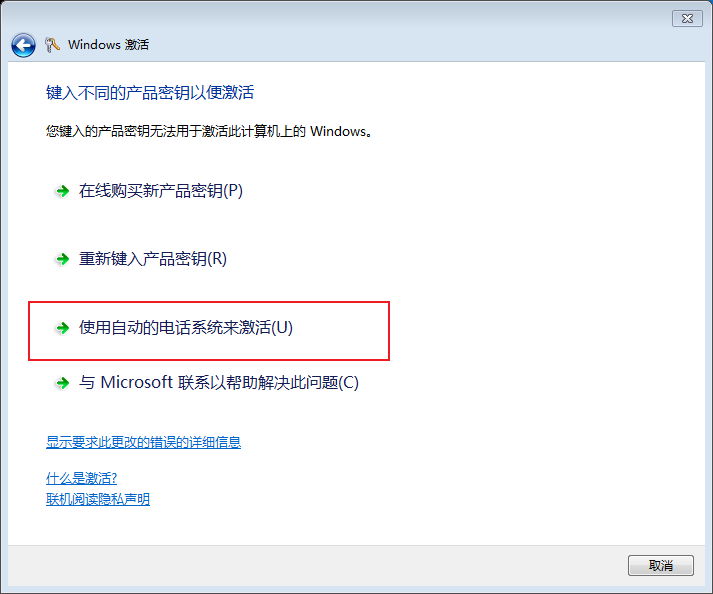 Windows 激活
键入不同的产品密钥以便激活
您键入的产品密钥无法用于激活此计算机上的 Windows。
在线购买新产品密钥(P)
重新键入产品密钥(R)
使用自动的电话系统来激活(U)
与 Microsoft 联系以帮助解决此问题(C)
显示要求此更改的错误的详细信息
什么是激活?
联机阅读隐私声明
取消